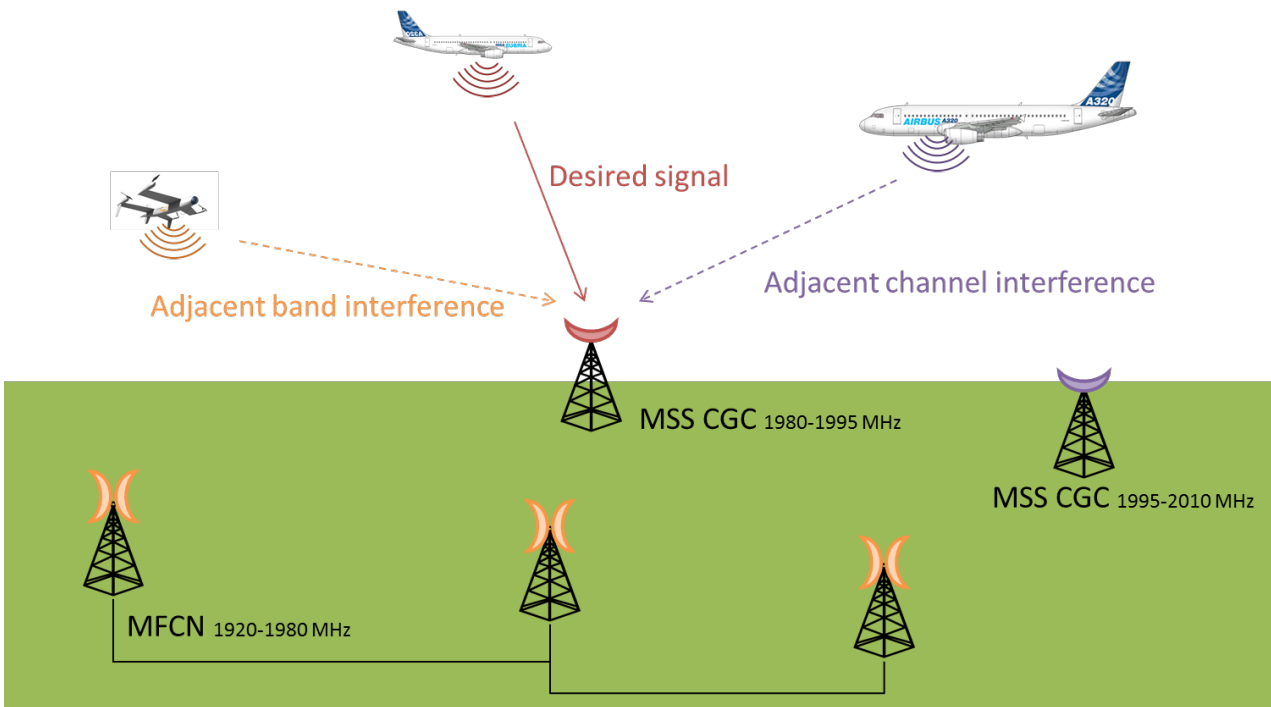 AIRBUS A320
A320
Desired signal
Adjacent band interference
Adjacent channel interference
MSS CGC 1980-1995 MHz
MSS CGC 1995-2010 MHz
MFCN 1920-1980 MHz